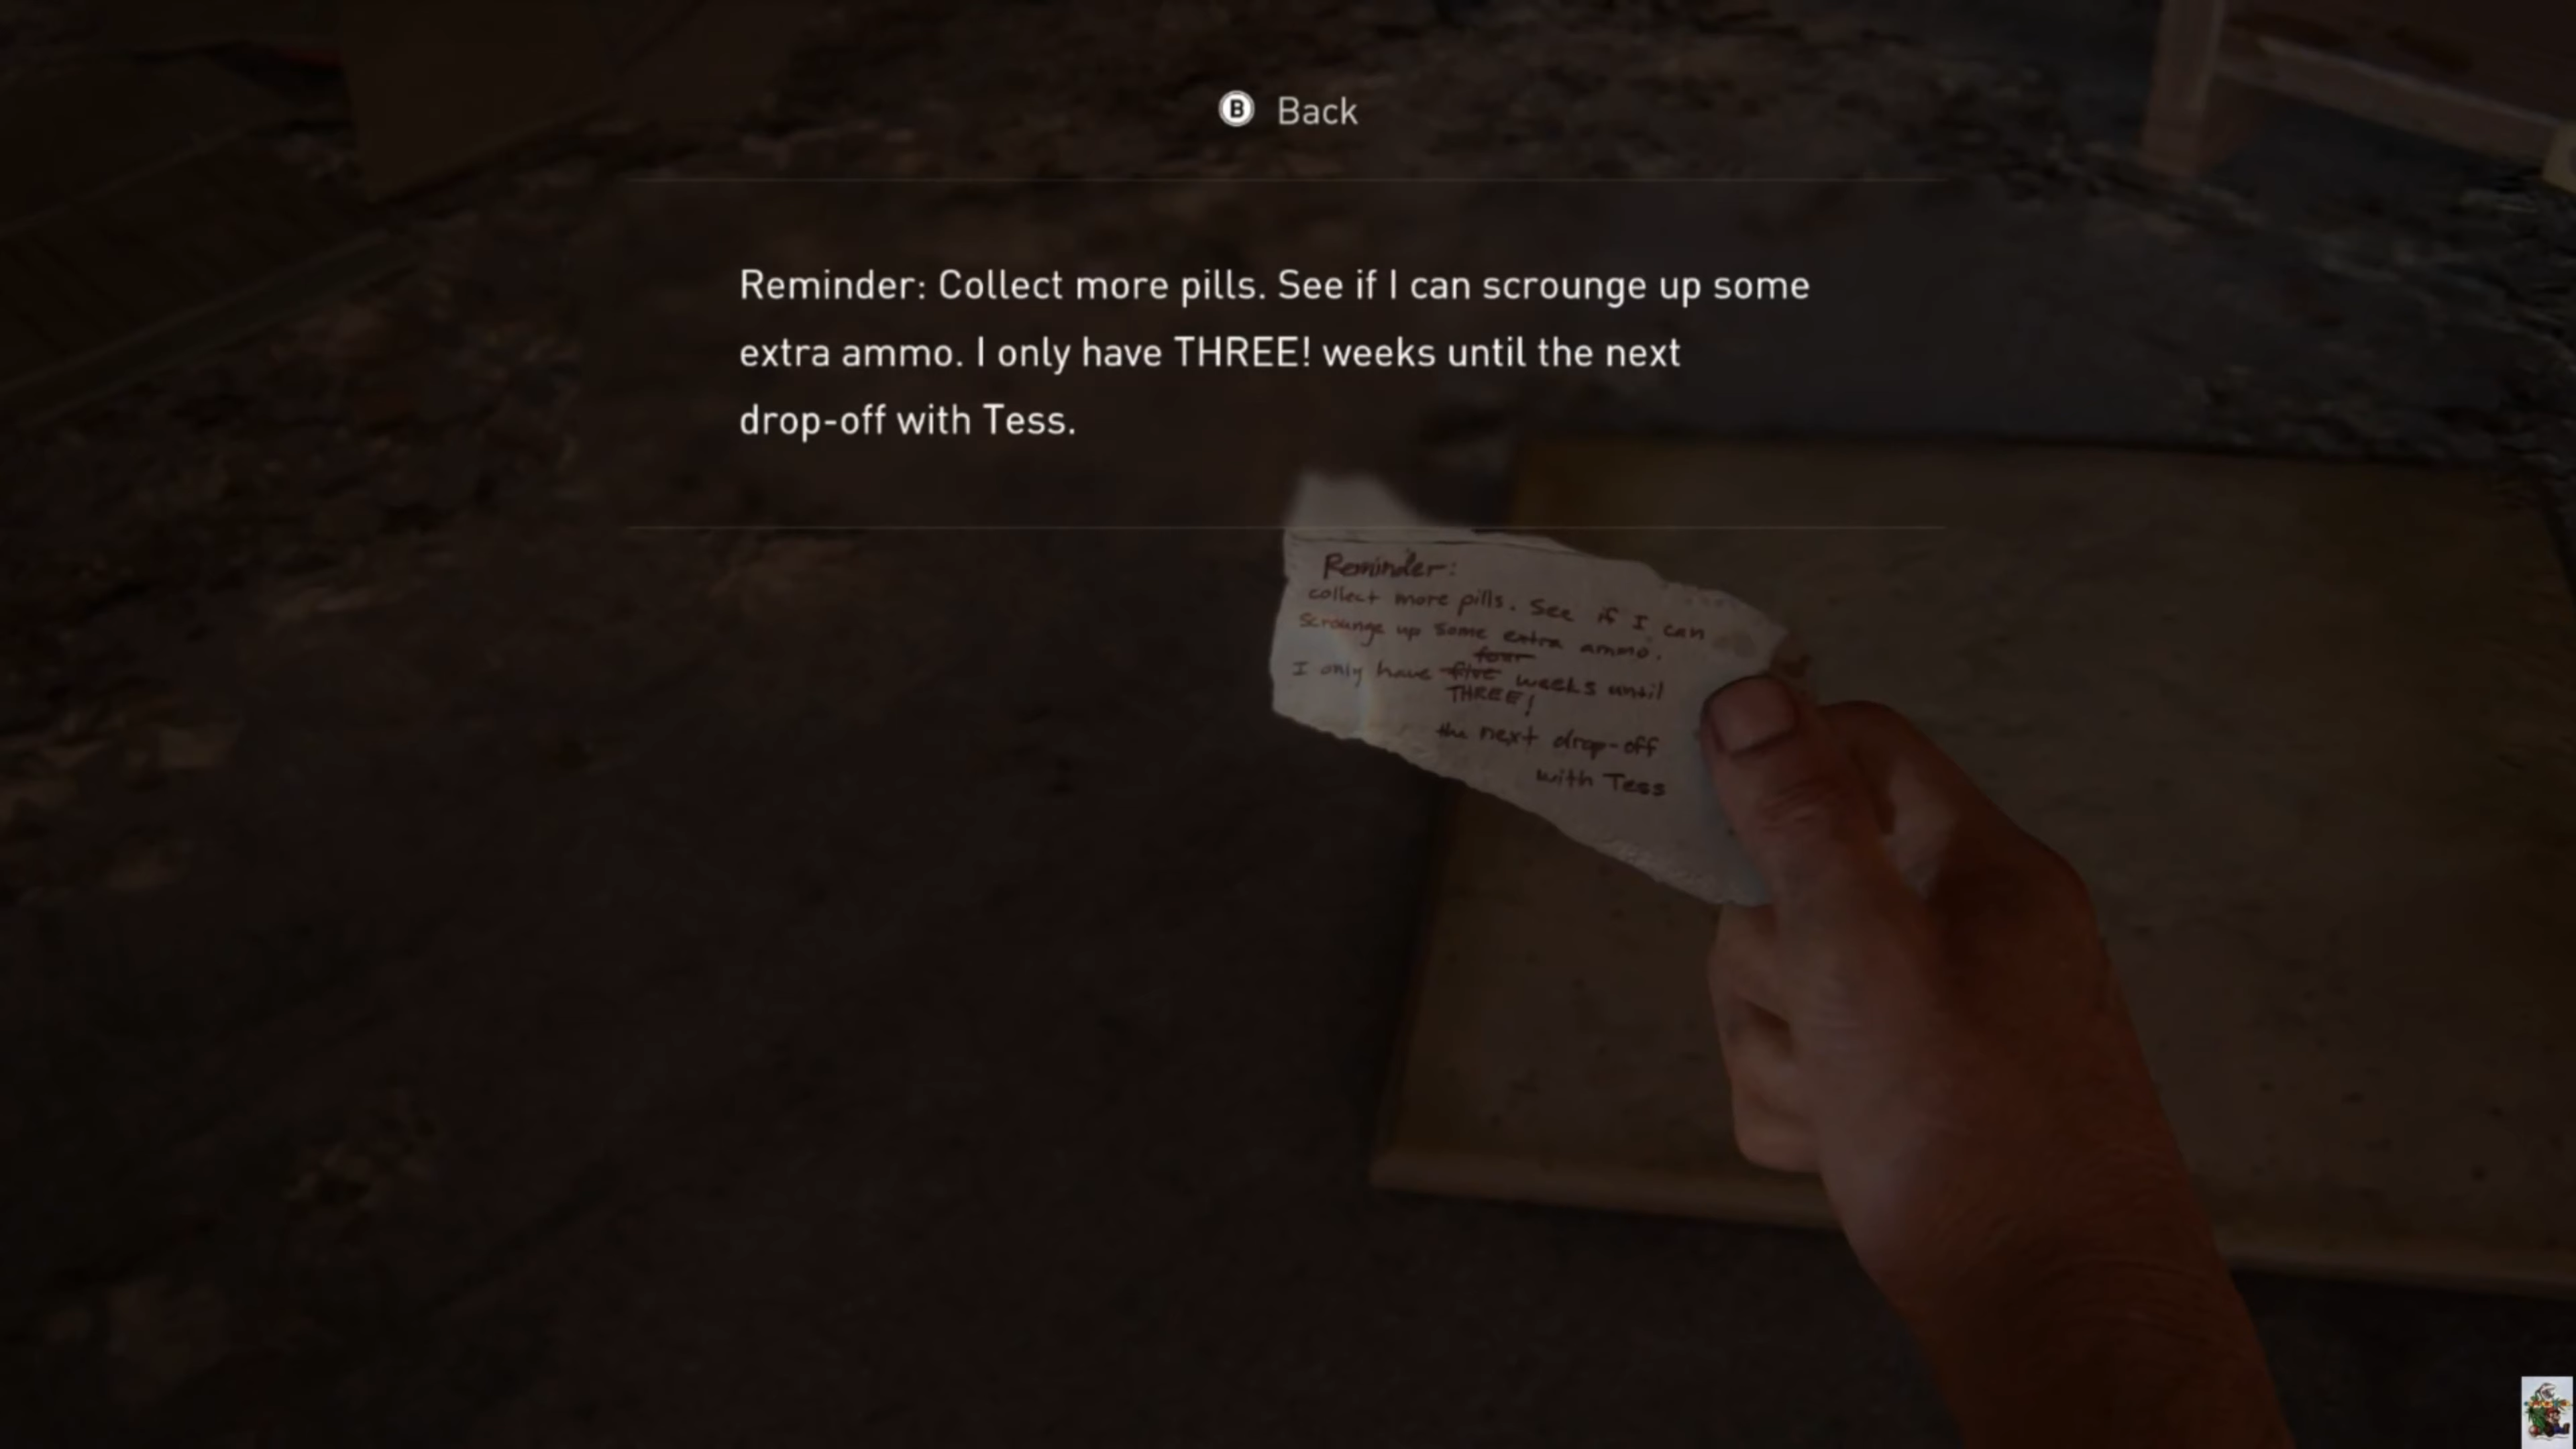 B Back
Reminder: Collect more pills. See if I can scrounge up some
extra ammo. I only have THREE! weeks until the next
drop-off with Tess.
Reminder:
collect more pills. See if I can
scrounge up some extra ammo.
four
I only have five weeks until
THREE!
the next drop-off
with Tess